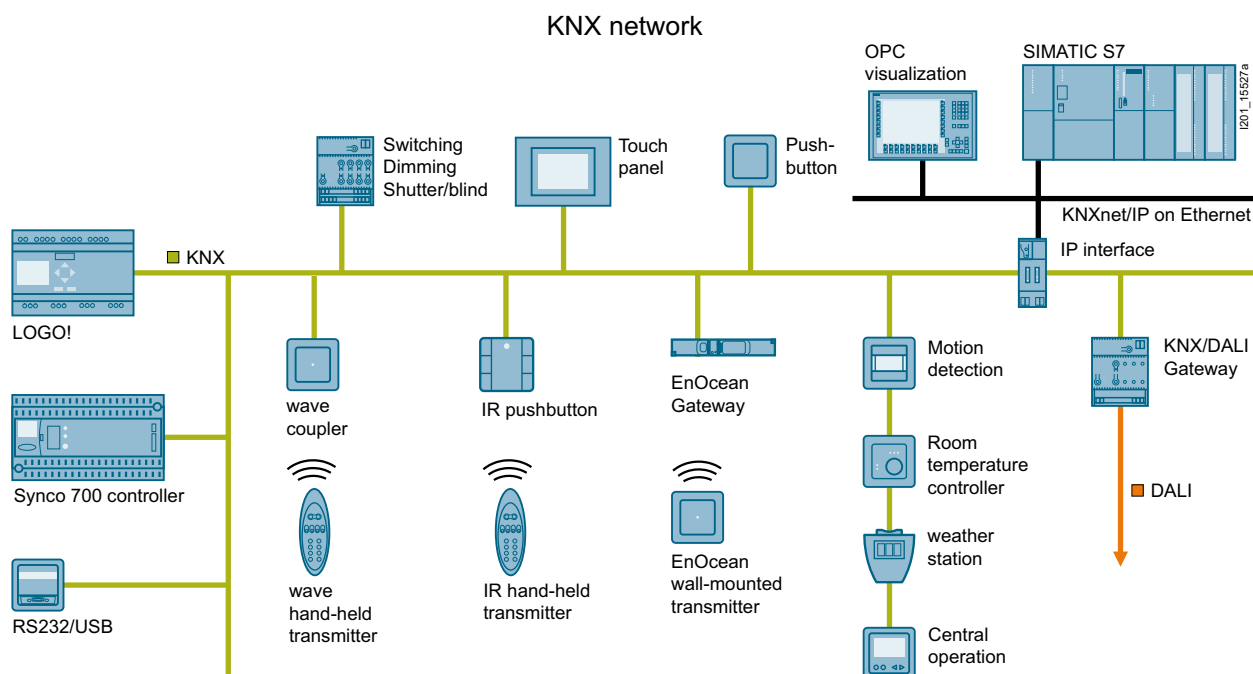 KNX network
OPC
visualization
SIMATIC S7
I201_15527a
Switching
Dimming
Shutter/blind
Touch
panel
Push-
button
KNXnet/IP on Ethernet
KNX
IP interface
LOGO!
wave
coupler
IR pushbutton
EnOcean
Gateway
Motion
detection
KNX/DALI
Gateway
Synco 700 controller
Room
temperature
controller
DALI
weather
station
RS232/USB
wave
hand-held
transmitter
IR hand-held
transmitter
EnOcean
wall-mounted
transmitter
Central
operation